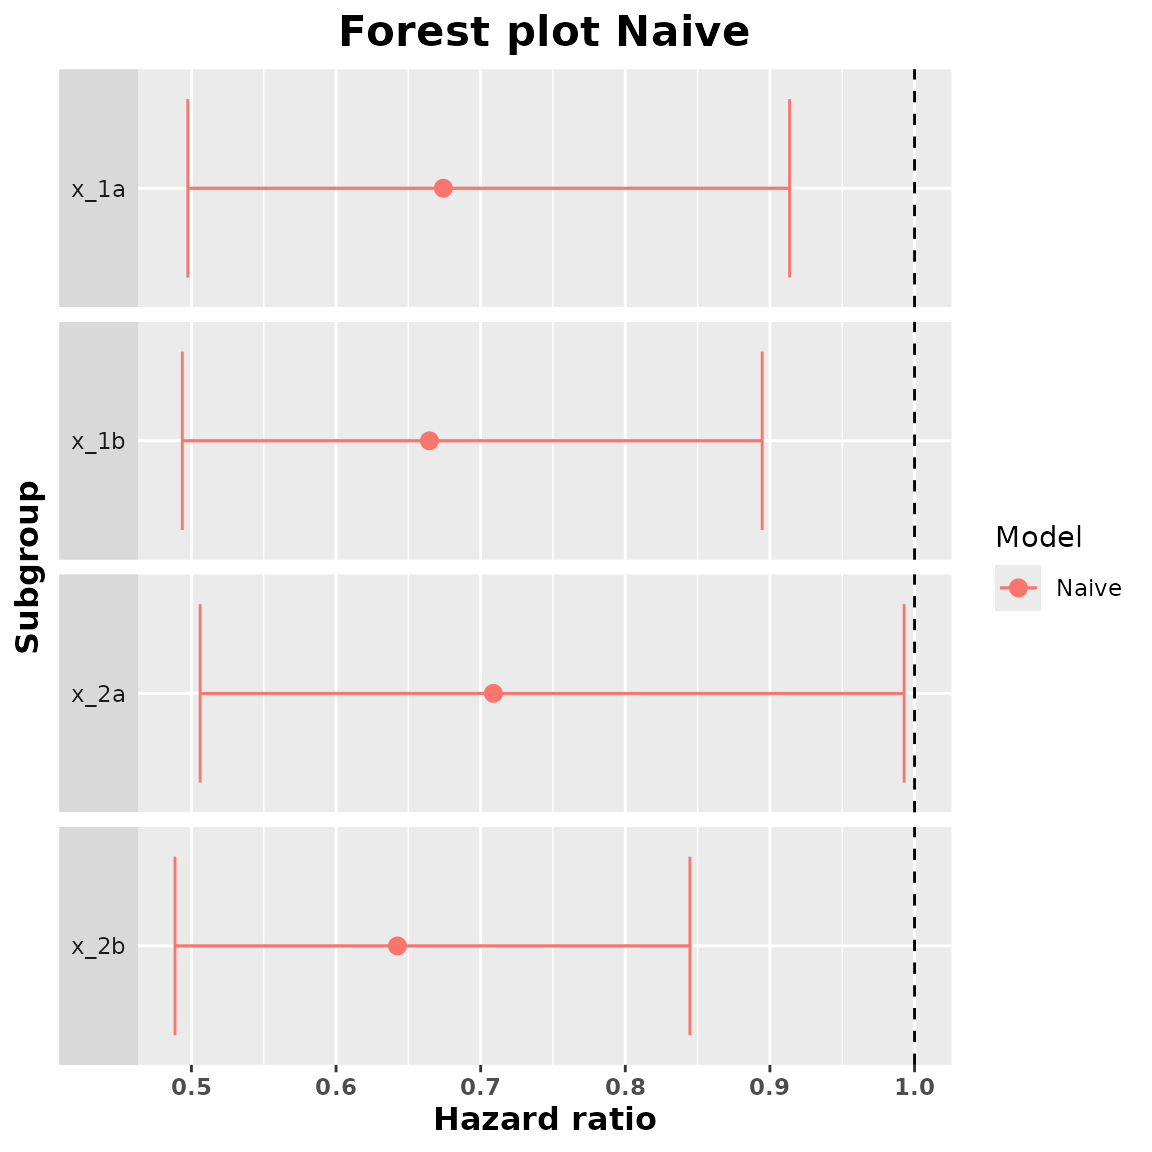 Forest plot Naive
x_1a
x_1b
x_2a
x_2b
Subgroup
0.5 0.6 0.7 0.8 0.9 1.0
Hazard ratio
Model
Naive